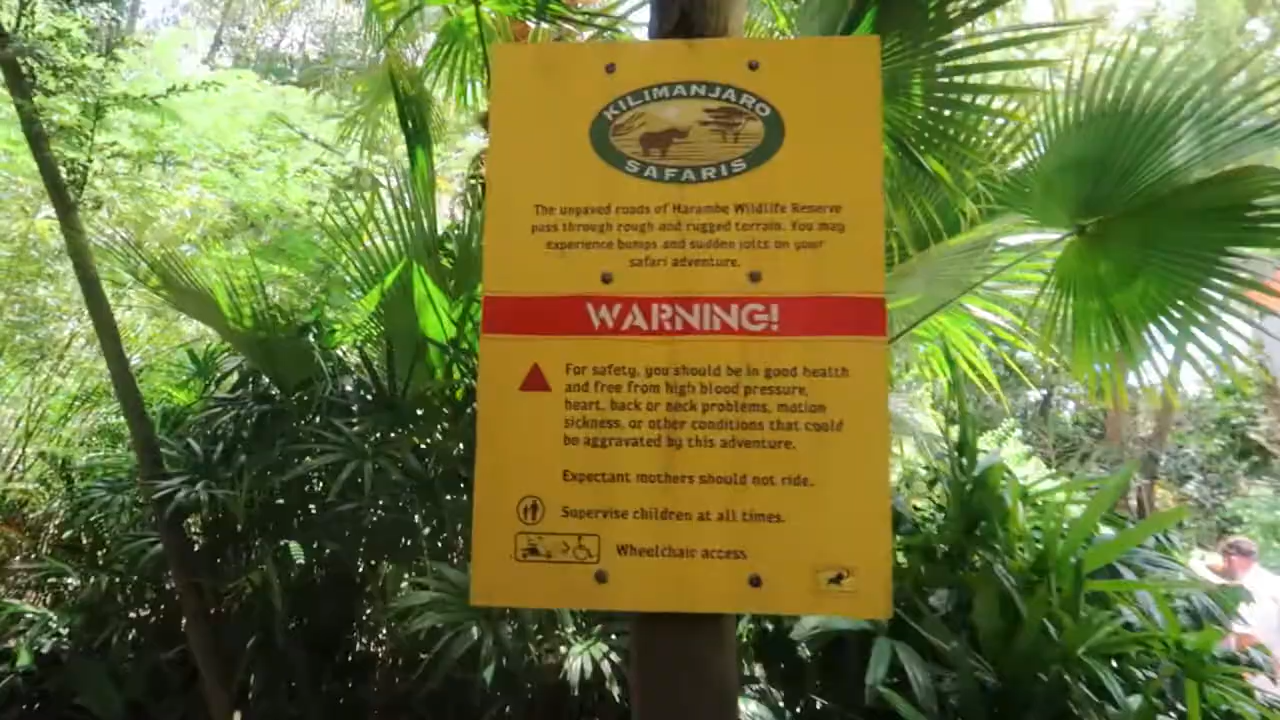 KILIMANJARO
SAFARIS
The unpaved roads of Harambe Wildlife Reserve
pass through rough and rugged terrain. You may
experience bumps and sudden jolts on your
safari adventure.
WARNING!
For safety, you should be in good health
and free from high blood pressure,
heart, back or neck problems, motion
sickness, or other conditions that could
be aggravated by this adventure.
Expectant mothers should not ride.
Supervise children at all times.
Wheelchair access